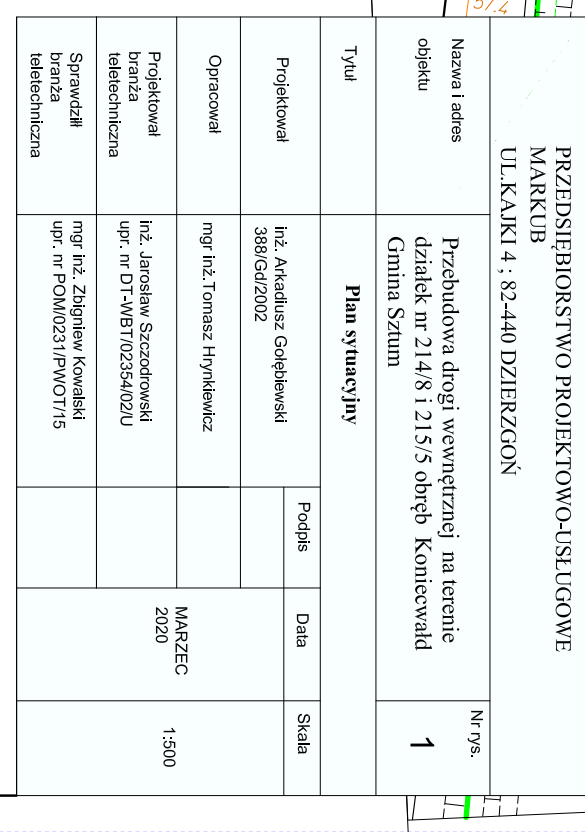 PRZEDSIĘBIORSTWO PROJEKTOWO-USŁUGOWE
MARKUB
UL.KAJKI 4 ; 82-440 DZIERZGOŃ
Nazwa i adres
objektu
Przebudowa drogi wewnętrznej na terenie
działek nr 214/8 i 215/5 obręb Koniecwałd
Gmina Sztum
Nr rys.
1
Tytuł
Plan sytuacyjny
Podpis
Data
Skala
Projektował
inż. Arkadiusz Gołębiewski
388/Gd/2002
Opracował
mgr inż.Tomasz Hrynkiewicz
MARZEC
2020
1:500
Projektował
branża
teletechniczna
inż. Jarosław Szczodrowski
upr. nr DT-WBT/02354/02/U
Sprawdził
branża
teletechniczna
mgr inż. Zbigniew Kowalski
upr. nr POM/0231/PWOT/15